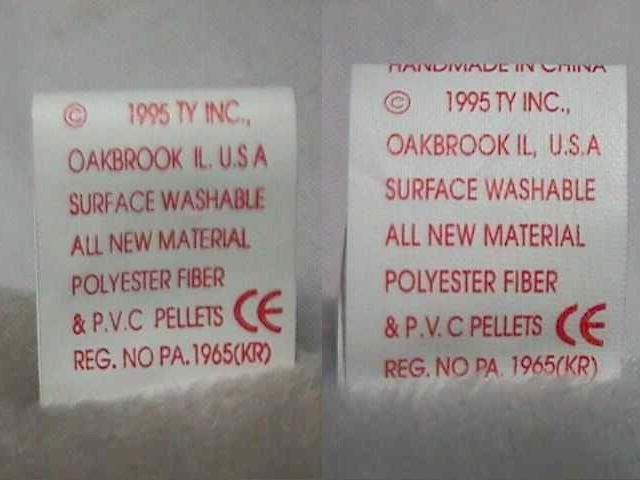 © 1995 TY INC.,
OAKBROOK IL. U.S A
SURFACE WASHABLE
ALL NEW MATERIAL
POLYESTER FIBER
& P.V.C PELLETS CE
REG. NO PA. 1965(KR)
HANDMADE IN CHINA
© 1995 TY INC.,
OAKBROOK IL, U.S.A
SURFACE WASHABLE
ALL NEW MATERIAL
POLYESTER FIBER
& P.V. C PELLETS CE
REG. NO PA. 1965(KR)